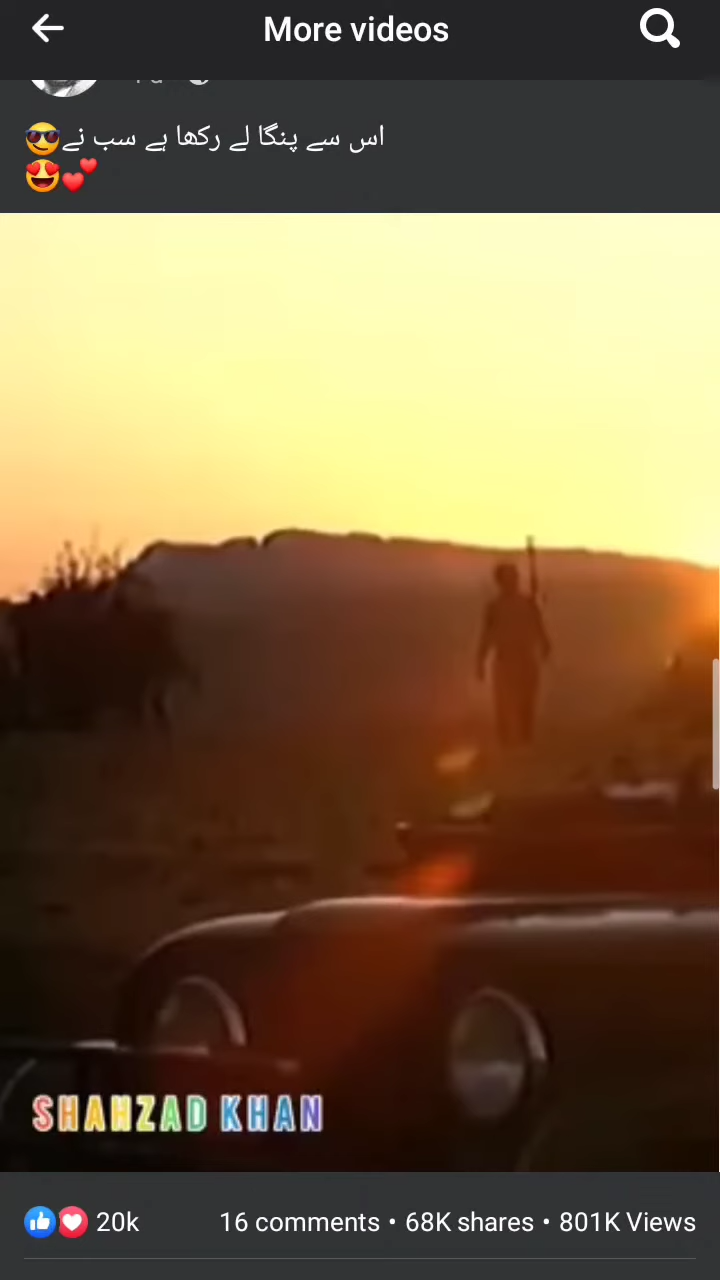 More videos
اس سے پنگا لے رکھا ہے سب نے😎
😍💕
SHAHZAD KHAN
20k 16 comments • 68K shares • 801K Views